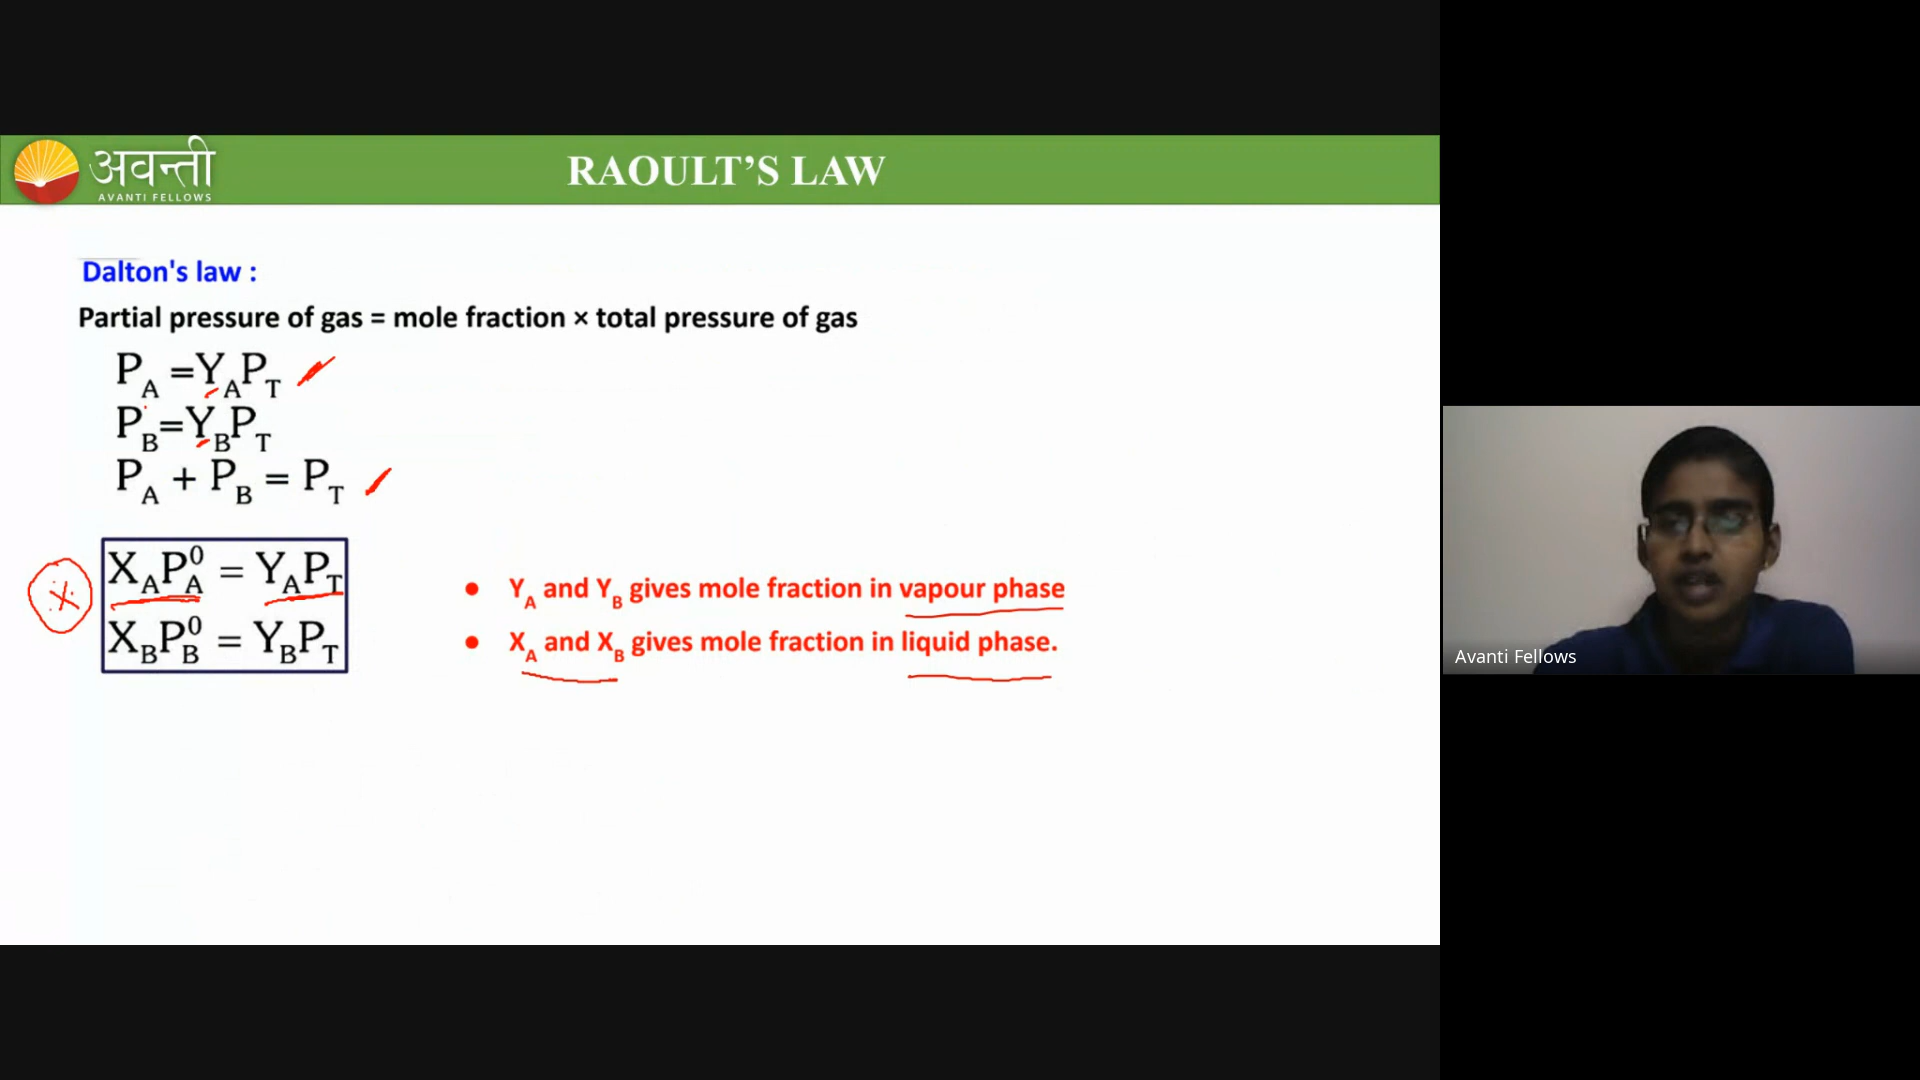 अवन्ती
AVANTI FELLOWS
RAOULT’S LAW
Dalton's law :
Partial pressure of gas = mole fraction × total pressure of gas
P_A =Y_A P_T
P_B=Y_B P_T
P_A + P_B = P_T
X_A P_A^0 = Y_A P_T
X_B P_B^0 = Y_B P_T
● Y_A and Y_B gives mole fraction in vapour phase
● X_A and X_B gives mole fraction in liquid phase.
Avanti Fellows